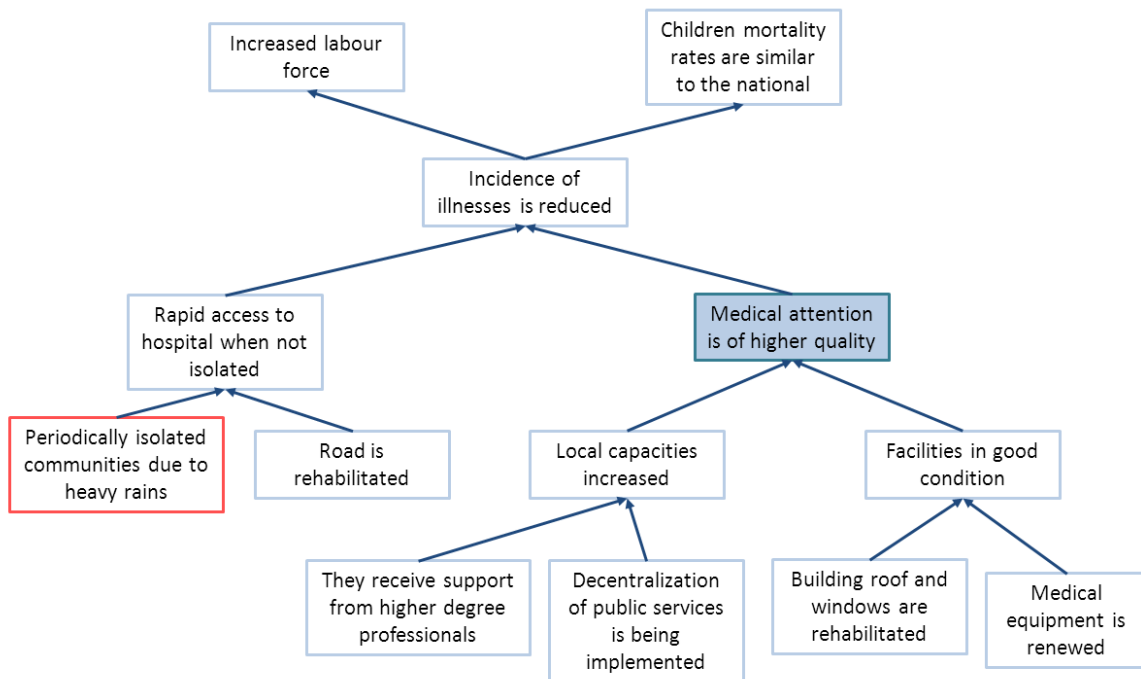 Increased labour
force
Children mortality
rates are similar
to the national
Incidence of
illnesses is reduced
Rapid access to
hospital when not
isolated
Medical attention
is of higher quality
Periodically isolated
communities due to
heavy rains
Road is
rehabilitated
Local capacities
increased
Facilities in good
condition
They receive support
from higher degree
professionals
Decentralization
of public services
is being
implemented
Building roof and
windows are
rehabilitated
Medical
equipment is
renewed